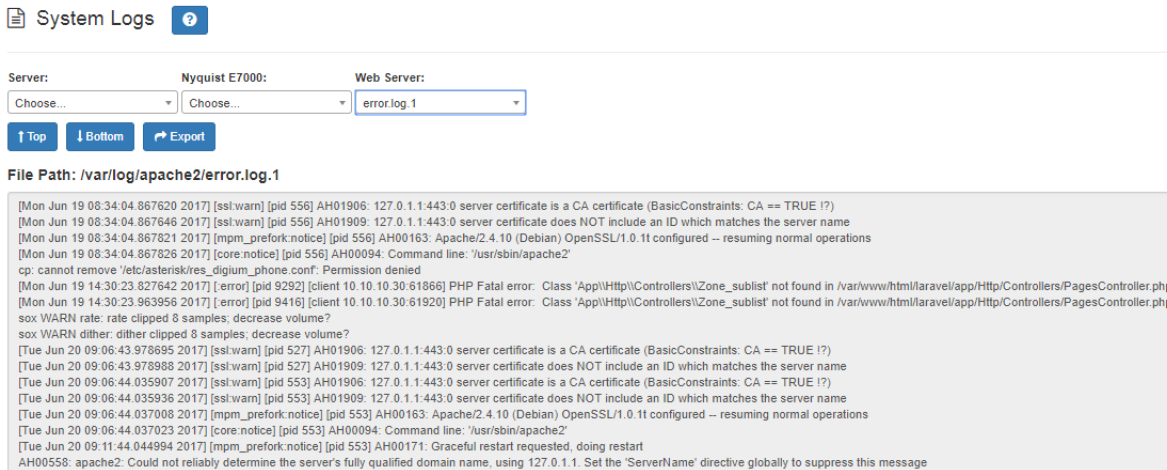 System Logs ?
Server: Nyquist E7000: Web Server:
Choose... Choose... error.log.1
Top Bottom Export
File Path: /var/log/apache2/error.log.1
[Mon Jun 19 08:34:04.867620 2017] [ssl:warn] [pid 556] AH01906: 127.0.1.1:443:0 server certificate is a CA certificate (BasicConstraints: CA == TRUE !?)
[Mon Jun 19 08:34:04.867646 2017] [ssl:warn] [pid 556] AH01909: 127.0.1.1:443:0 server certificate does NOT include an ID which matches the server name
[Mon Jun 19 08:34:04.867821 2017] [mpm_prefork:notice] [pid 556] AH00163: Apache/2.4.10 (Debian) OpenSSL/1.0.1t configured -- resuming normal operations
[Mon Jun 19 08:34:04.867826 2017] [core:notice] [pid 556] AH00094: Command line: '/usr/sbin/apache2'
cp: cannot remove '/etc/asterisk/res_digium_phone.conf': Permission denied
[Mon Jun 19 14:30:23.827642 2017] [:error] [pid 9292] [client 10.10.10.30:61866] PHP Fatal error: Class 'App\\Http\\Controllers\\Zone_sublist' not found in /var/www/html/laravel/app/Http/Controllers/PagesController.php
[Mon Jun 19 14:30:23.963956 2017] [:error] [pid 9416] [client 10.10.10.30:61920] PHP Fatal error: Class 'App\\Http\\Controllers\\Zone_sublist' not found in /var/www/html/laravel/app/Http/Controllers/PagesController.php
sox WARN rate: rate clipped 8 samples; decrease volume?
sox WARN dither: dither clipped 8 samples; decrease volume?
[Tue Jun 20 09:06:43.978695 2017] [ssl:warn] [pid 527] AH01906: 127.0.1.1:443:0 server certificate is a CA certificate (BasicConstraints: CA == TRUE !?)
[Tue Jun 20 09:06:43.978988 2017] [ssl:warn] [pid 527] AH01909: 127.0.1.1:443:0 server certificate does NOT include an ID which matches the server name
[Tue Jun 20 09:06:44.035907 2017] [ssl:warn] [pid 553] AH01906: 127.0.1.1:443:0 server certificate is a CA certificate (BasicConstraints: CA == TRUE !?)
[Tue Jun 20 09:06:44.035936 2017] [ssl:warn] [pid 553] AH01909: 127.0.1.1:443:0 server certificate does NOT include an ID which matches the server name
[Tue Jun 20 09:06:44.037008 2017] [mpm_prefork:notice] [pid 553] AH00163: Apache/2.4.10 (Debian) OpenSSL/1.0.1t configured -- resuming normal operations
[Tue Jun 20 09:06:44.037023 2017] [core:notice] [pid 553] AH00094: Command line: '/usr/sbin/apache2'
[Tue Jun 20 09:11:44.044994 2017] [mpm_prefork:notice] [pid 553] AH00171: Graceful restart requested, doing restart
AH00558: apache2: Could not reliably determine the server's fully qualified domain name, using 127.0.1.1. Set the 'ServerName' directive globally to suppress this message